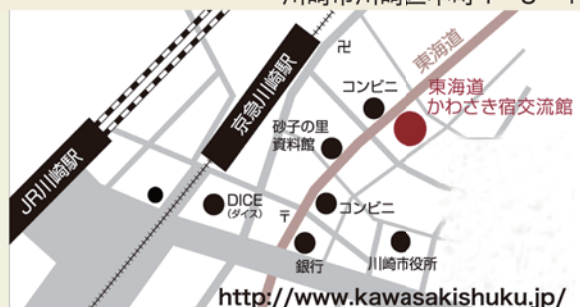 東海道
コンビニ
東海道
かわさき宿交流館
京急川崎駅
砂子の里
資料館
JR川崎駅
DICE
(ダイス)
〒
コンビニ
銀行
川崎市役所
http://www.kawasakishuku.jp/